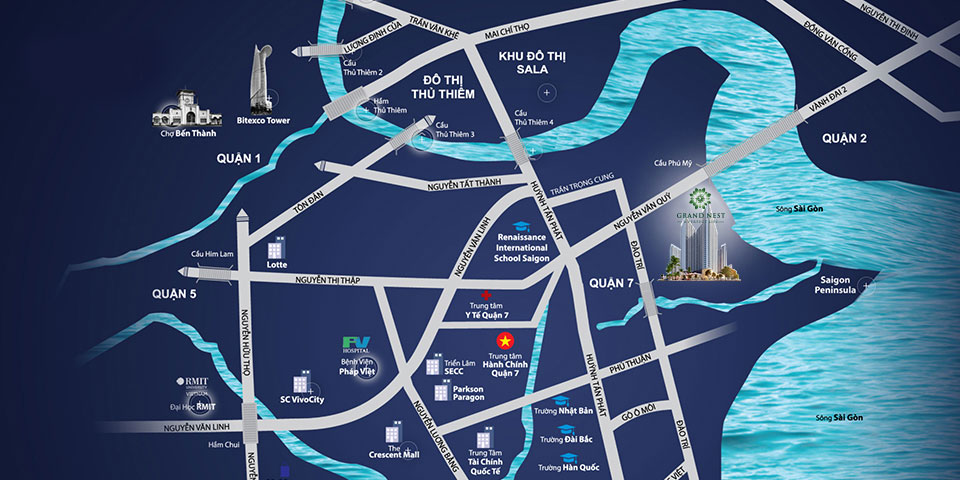 LƯƠNG ĐỊNH CỦA
TRẦN VĂN KHÊ
MAI CHÍ THỌ
NGUYỄN THỊ ĐỊNH
ĐỒNG VĂN CỐNG
Cầu
Thủ Thiêm 2
KHU ĐÔ THỊ
SALA
ĐÔ THỊ
THỦ THIÊM
VÀNH ĐAI 2
Hầm
Thủ Thiêm
Chợ Bến Thành
Bitexco Tower
Cầu
Thủ Thiêm 3
Cầu
Thủ Thiêm 4
QUẬN 2
QUẬN 1
Cầu Phú Mỹ
NGUYỄN TẤT THÀNH
TRẦN TRỌNG CUNG
TÔN ĐẢN
HUỲNH TẤN PHÁT
NGUYỄN VĂN QUỲ
GRAND NEST
Sông Sài Gòn
NGUYỄN VĂN LINH
Renaissance
International
School Saigon
ĐÀO TRÍ
Cầu Him Lam
Lotte
NGUYỄN THỊ THẬP
QUẬN 7
Saigon
Peninsula
QUẬN 5
Trung tâm
Y Tế Quận 7
NGUYỄN HỮU THỌ
FV
HOSPITAL
Bệnh Viện
Pháp Việt
Triển Lãm
SECC
Trung tâm
Hành Chính
Quận 7
PHÚ THUẬN
HUỲNH TẤN PHÁT
RMIT
UNIVERSITY
VIETNAM
Đại Học RMIT
SC VivoCity
Parkson
Paragon
Trường Nhật Bản
GÒ Ô MÔI
Sông Sài Gòn
NGUYỄN VĂN LINH
NGUYỄN LƯƠNG BẰNG
ĐÀO TRÍ
Hầm Chui
The
Crescent Mall
Trung Tâm
Tài Chính
Quốc Tế
Trường Đài Bắc
Trường Hàn Quốc
NGUYỄN
VIỆT